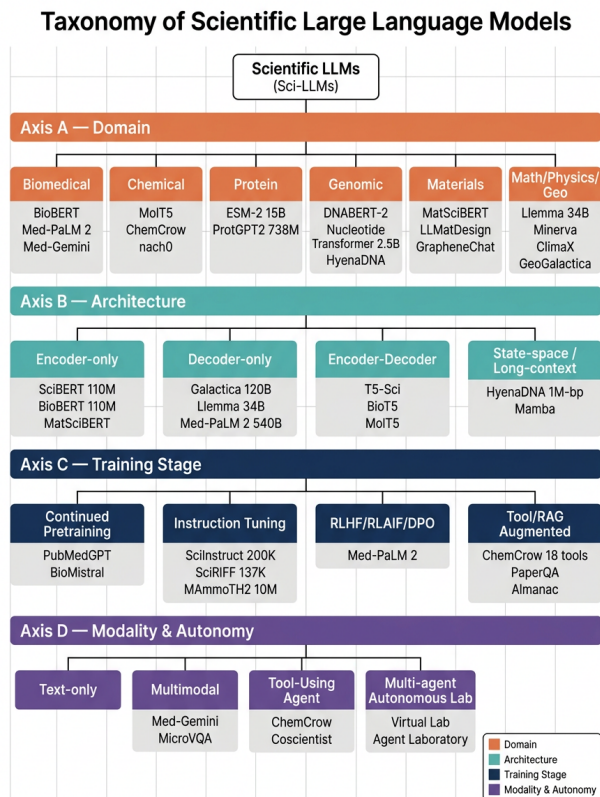 Taxonomy of Scientific Large Language Models
Scientific LLMs
(Sci-LLMs)
Axis A — Domain
Biomedical
BioBERT
Med-PaLM 2
Med-Gemini
Chemical
MolT5
ChemCrow
nach0
Protein
ESM-2 15B
ProtGPT2 738M
Genomic
DNABERT-2
Nucleotide
Transformer 2.5B
HyenaDNA
Materials
MatSciBERT
LLMatDesign
GrapheneChat
Math/Physics/
Geo
Llemma 34B
Minerva
ClimaX
GeoGalactica
Axis B — Architecture
Encoder-only
SciBERT 110M
BioBERT 110M
MatSciBERT
Decoder-only
Galactica 120B
Llemma 34B
Med-PaLM 2 540B
Encoder-Decoder
T5-Sci
BioT5
MolT5
State-space /
Long-context
HyenaDNA 1M-bp
Mamba
Axis C — Training Stage
Continued
Pretraining
PubMedGPT
BioMistral
Instruction Tuning
SciInstruct 200K
SciRIFF 137K
MAmmoTH2 10M
RLHF/RLAIF/DPO
Med-PaLM 2
Tool/RAG
Augmented
ChemCrow 18 tools
PaperQA
Almanac
Axis D — Modality & Autonomy
Text-only
Multimodal
Med-Gemini
MicroVQA
Tool-Using
Agent
ChemCrow
Coscientist
Multi-agent
Autonomous Lab
Virtual Lab
Agent Laboratory
Domain
Architecture
Training Stage
Modality & Autonomy